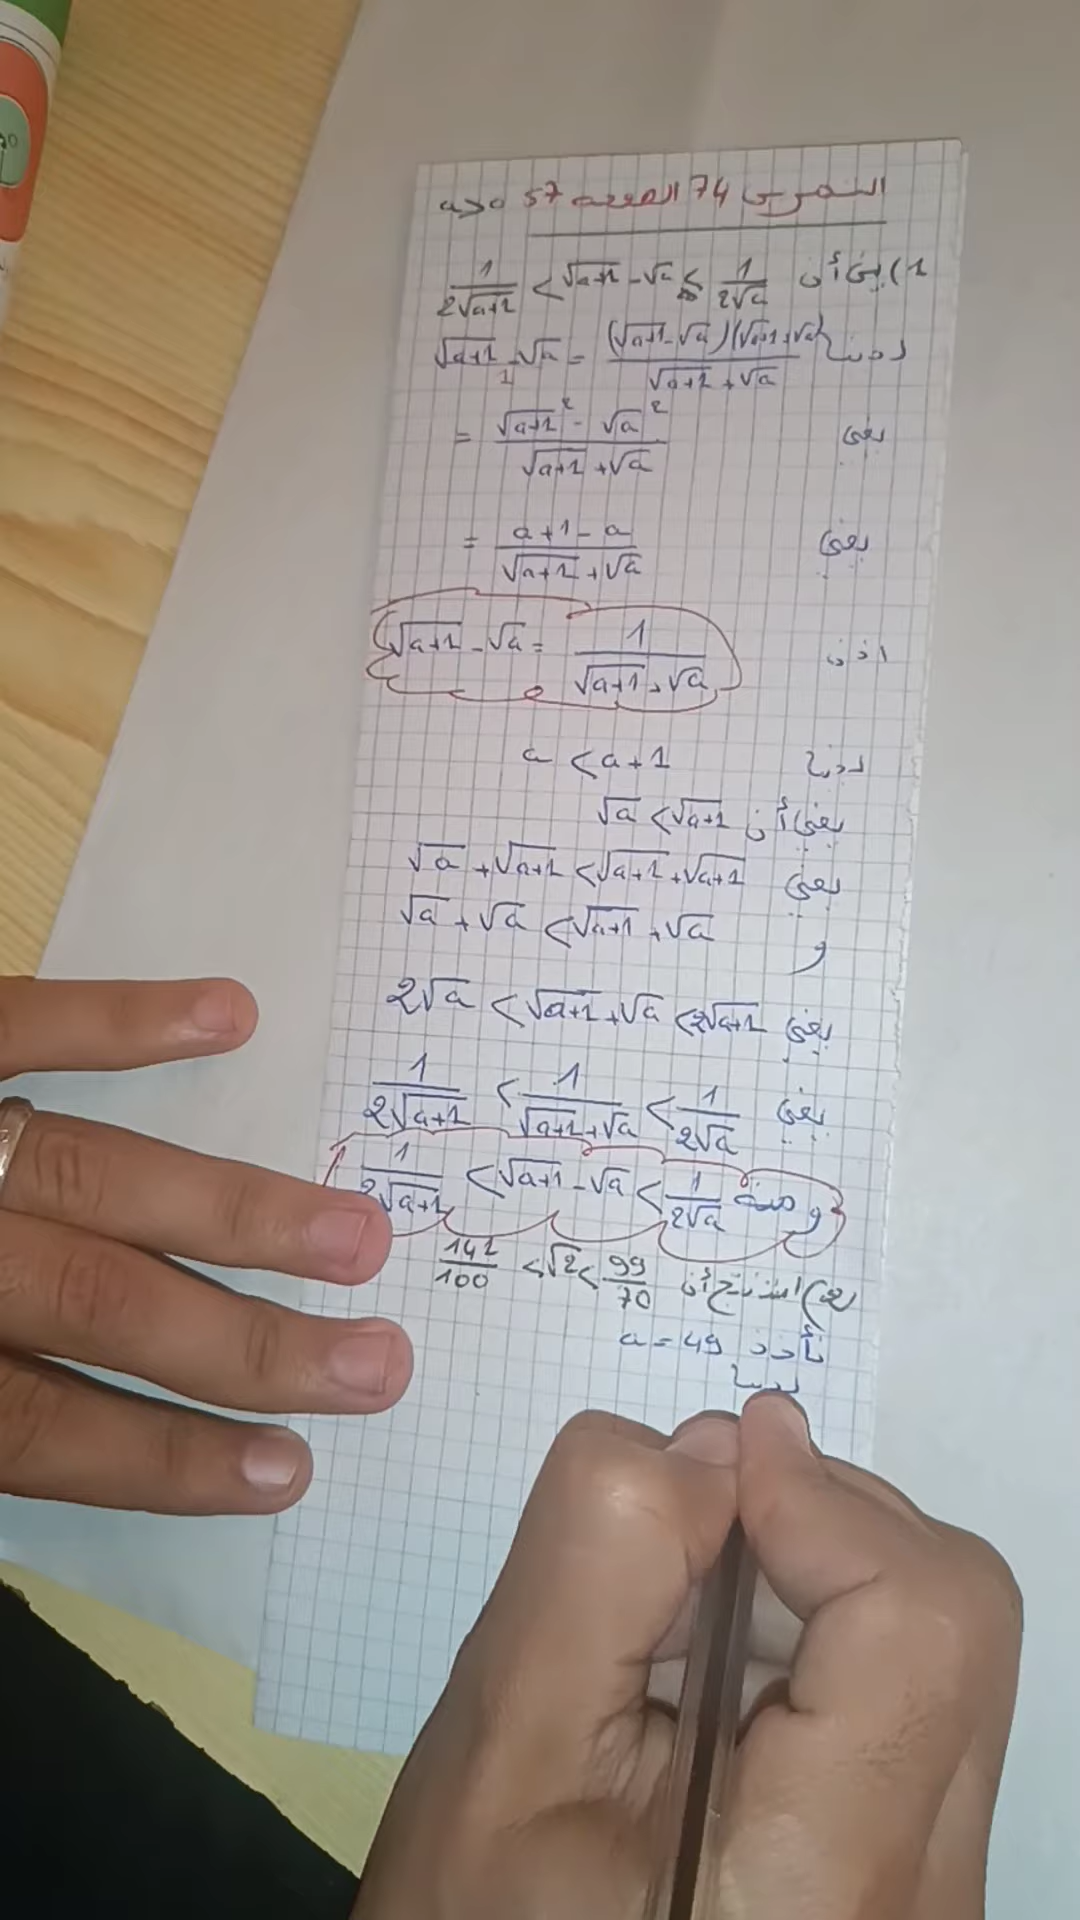 التمرين 74 الصفحة 57 a>0
1) بين أن 1/(2√(a+1)) < √(a+1) - √a < 1/(2√a)
لدينا √(a+1) - √a = (√(a+1) - √a)(√(a+1) + √a) / (√(a+1) + √a)
يعني = (√(a+1)² - √a²) / (√(a+1) + √a)
يعني = (a+1-a) / (√(a+1) + √a)
اذن √(a+1) - √a = 1 / (√(a+1) + √a)
لدينا a < a+1
يعني أن √a < √(a+1)
يعني √a + √(a+1) < √(a+1) + √(a+1)
و √a + √a < √(a+1) + √a
يعني 2√a < √(a+1) + √a < 2√(a+1)
يعني 1/(2√(a+1)) < 1/(√(a+1) + √a) < 1/(2√a)
و منه 1/(2√(a+1)) < √(a+1) - √a < 1/(2√a)
2) استنتج أن 141/100 < √2 < 99/70
نأخذ a = 49
لدينا